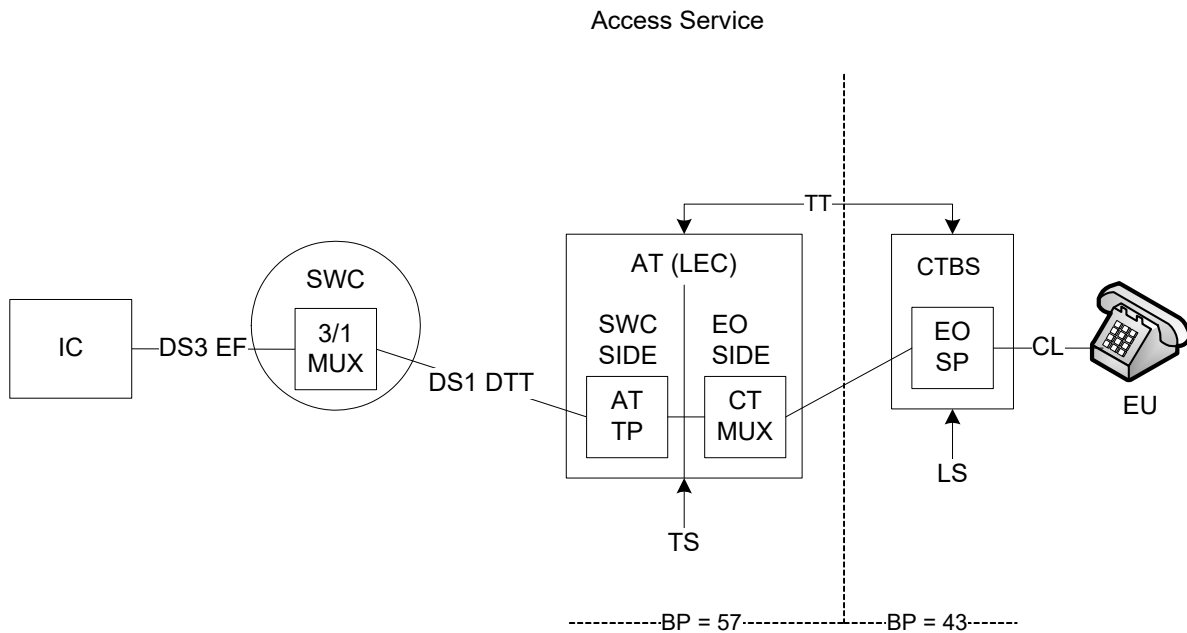 Access Service
TT
AT (LEC)
CTBS
SWC
SWC
SIDE
EO
SIDE
IC
DS3 EF
3/1
MUX
EO
SP
CL
DS1 DTT
AT
TP
CT
MUX
EU
LS
TS
BP = 57
BP = 43